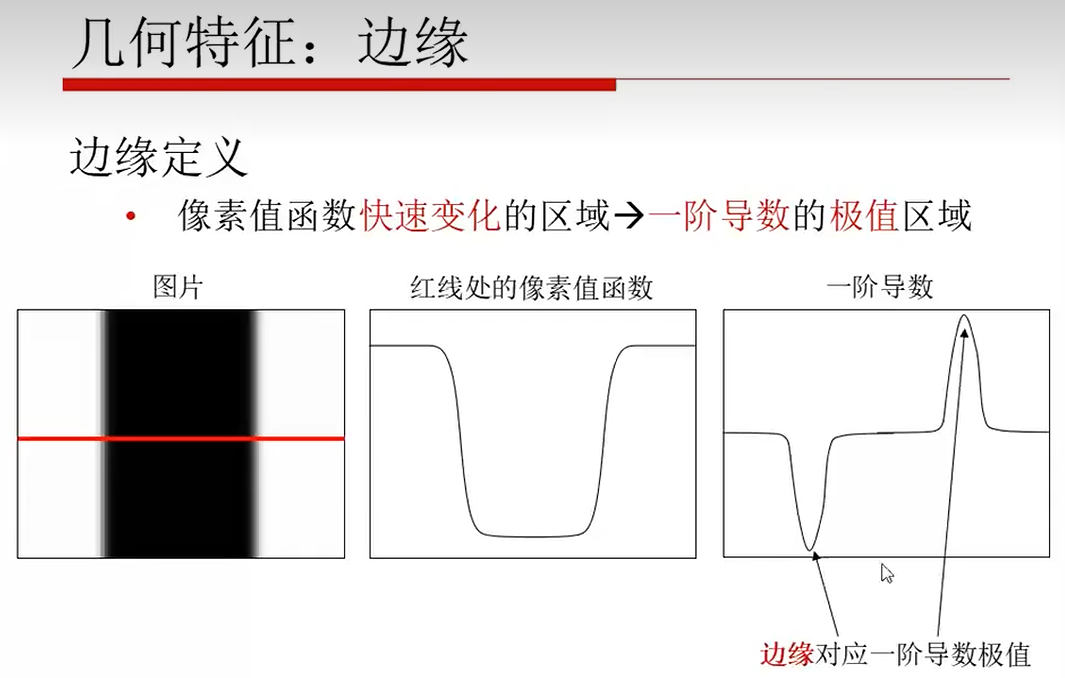 几何特征：边缘
边缘定义
• 像素值函数快速变化的区域→一阶导数的极值区域
图片
红线处的像素值函数
一阶导数
边缘对应一阶导数极值